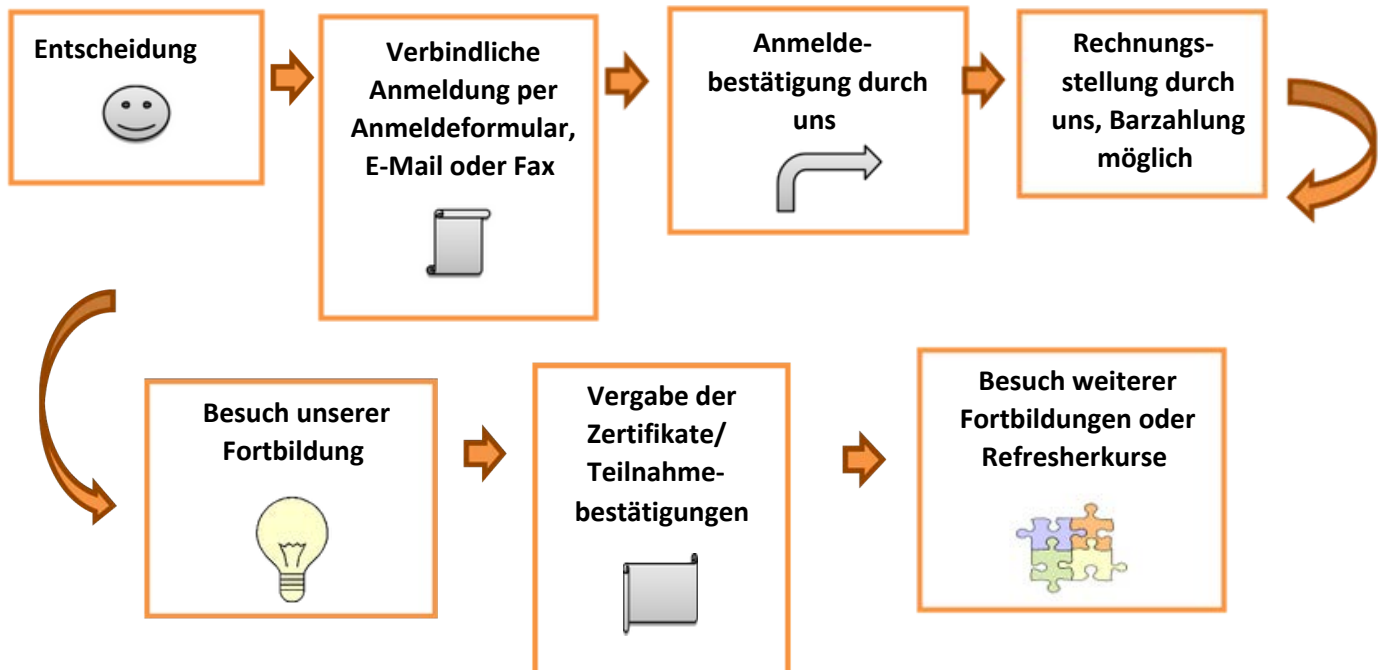 Entscheidung
Verbindliche
Anmeldung per
Anmeldeformular,
E-Mail oder Fax
Anmelde-
bestätigung durch
uns
Rechnungs-
stellung durch
uns, Barzahlung
möglich
Besuch unserer
Fortbildung
Vergabe der
Zertifikate/
Teilnahme-
bestätigungen
Besuch weiterer
Fortbildungen oder
Refresherkurse